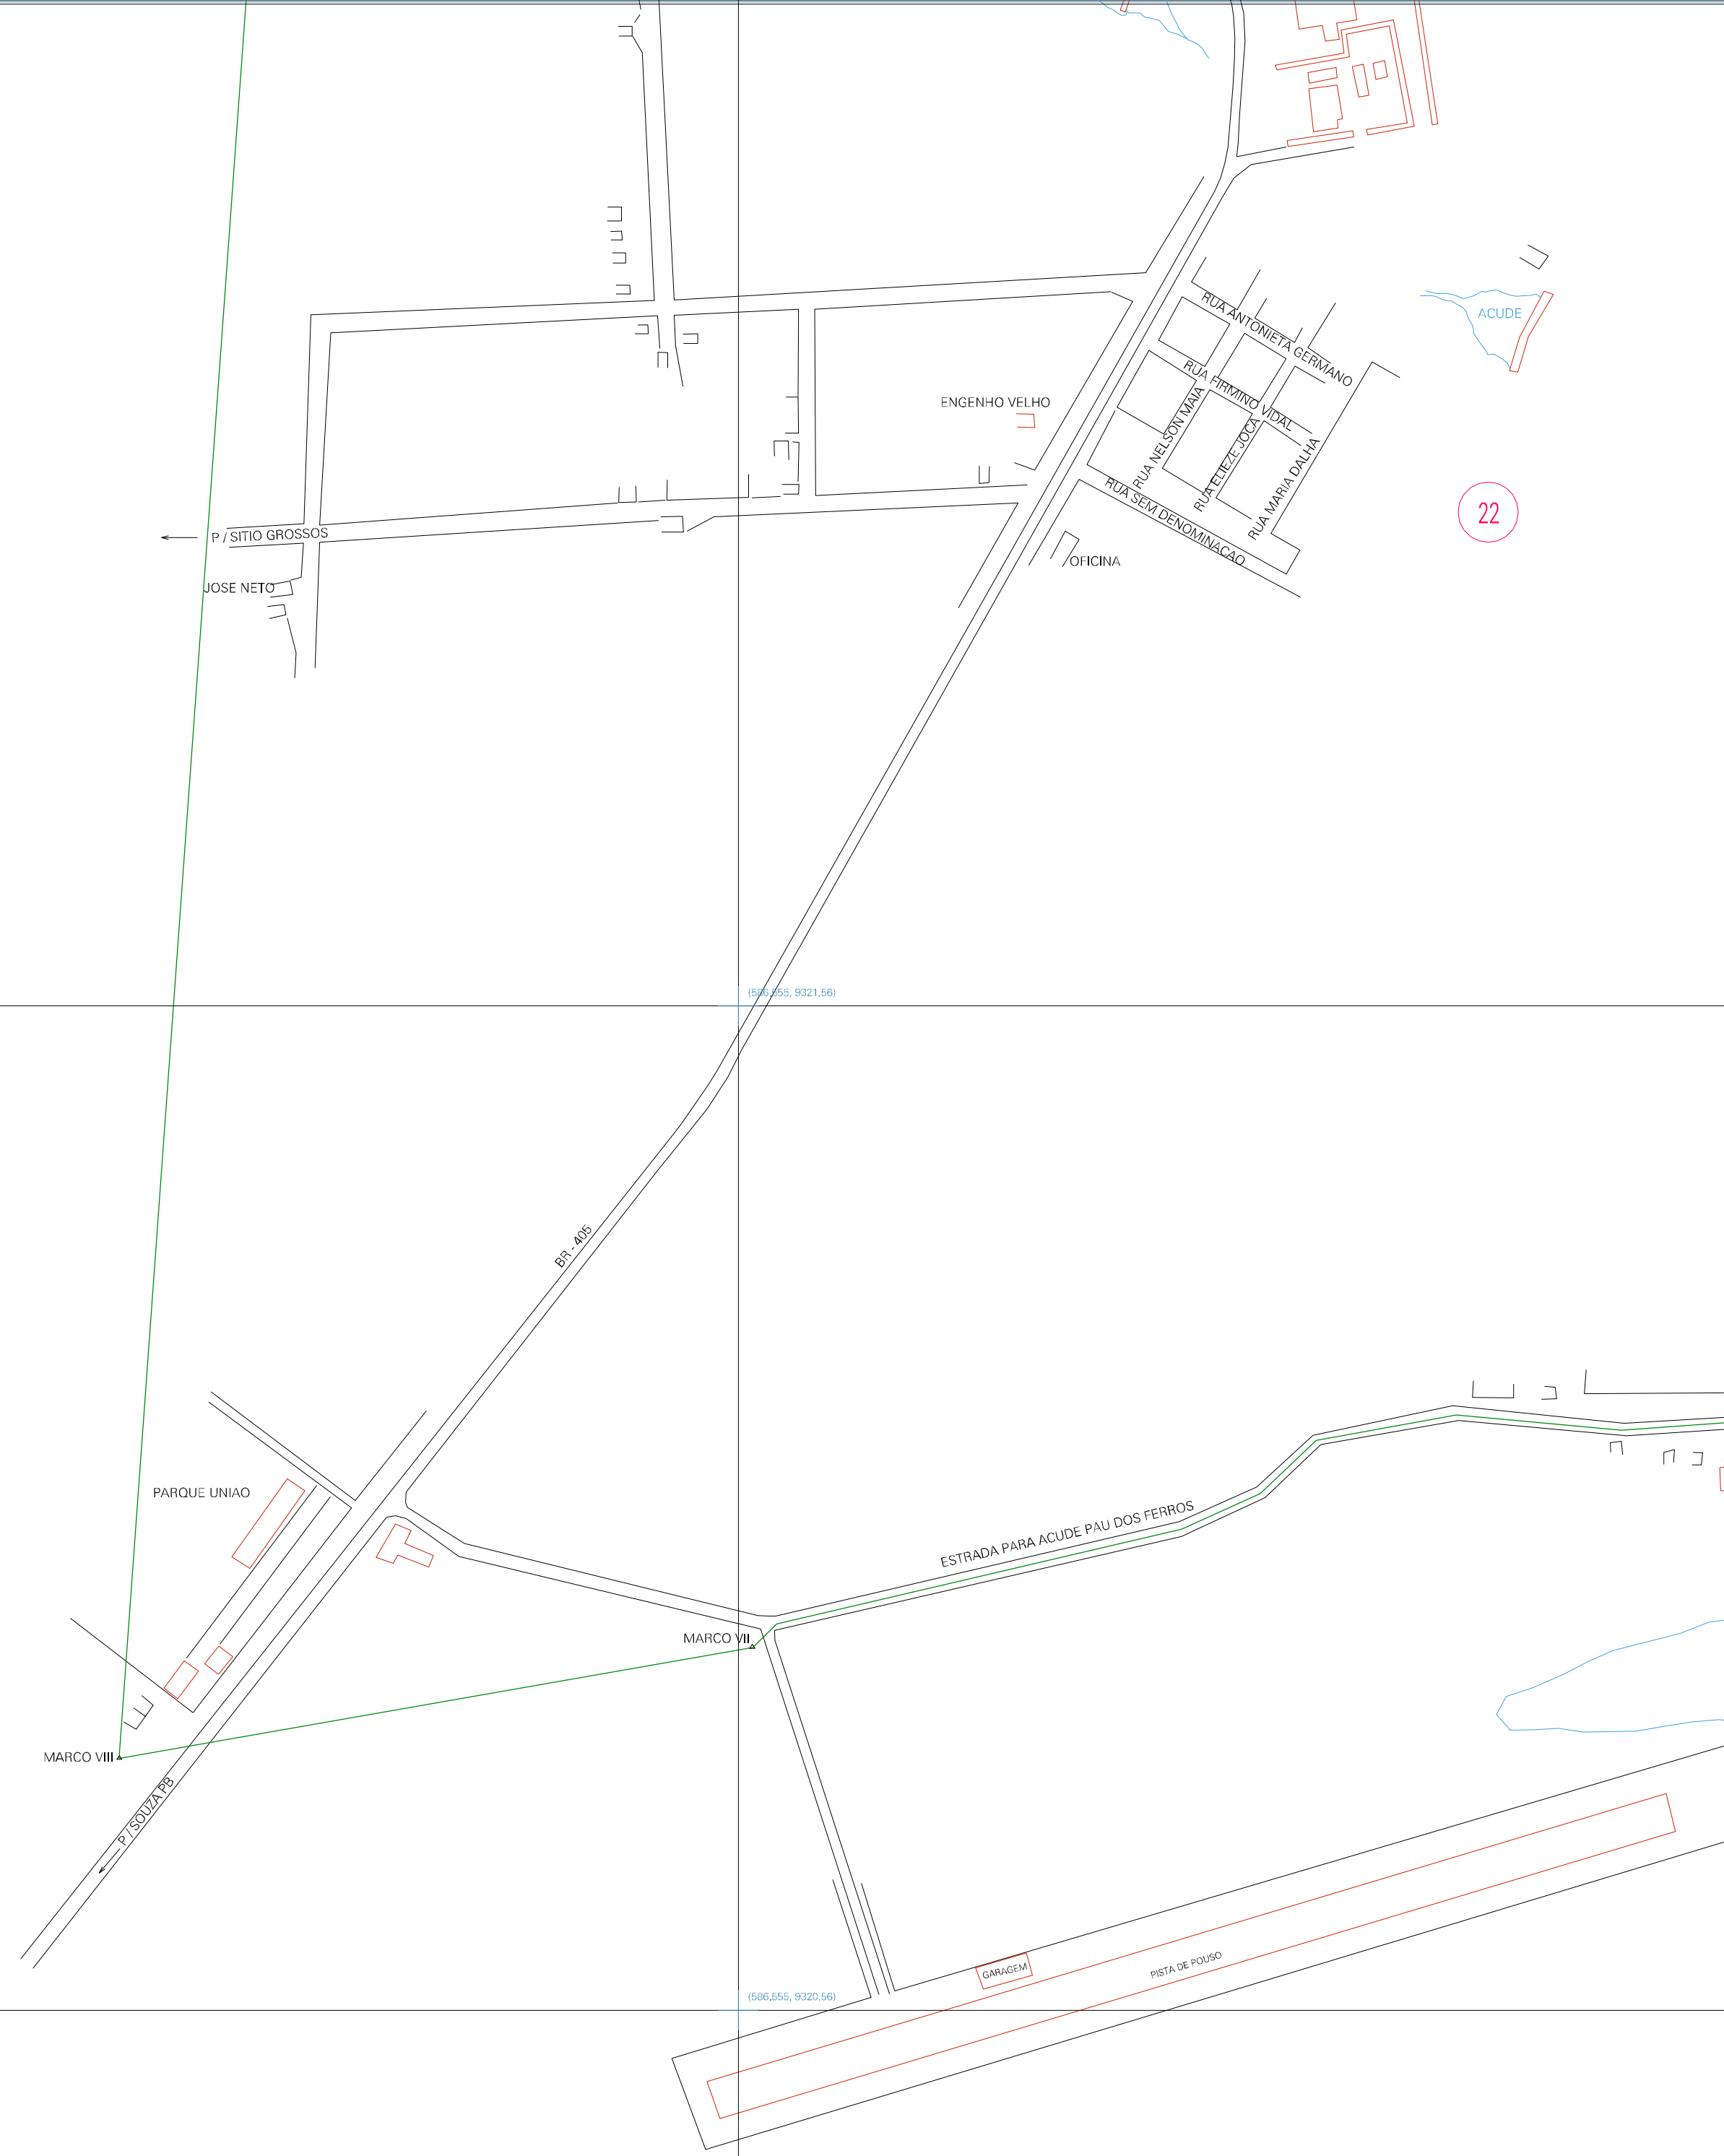 RUA ANTONIETA GERMANO
ACUDE
RUA FIRMINO VIDAL
ENGENHO VELHO
RUA NELSON MAIA
RUA ELIEZE JOCA
RUA MARIA DALHA
RUA SEM DENOMINACAO
22
P / SITIO GROSSOS
OFICINA
JOSE NETO
(586,555, 9321,56)
BR - 405
PARQUE UNIAO
ESTRADA PARA ACUDE PAU DOS FERROS
MARCO VII
MARCO VIII
P / SOUZA PB
GARAGEM
PISTA DE POUSO
(586,555, 9320,56)